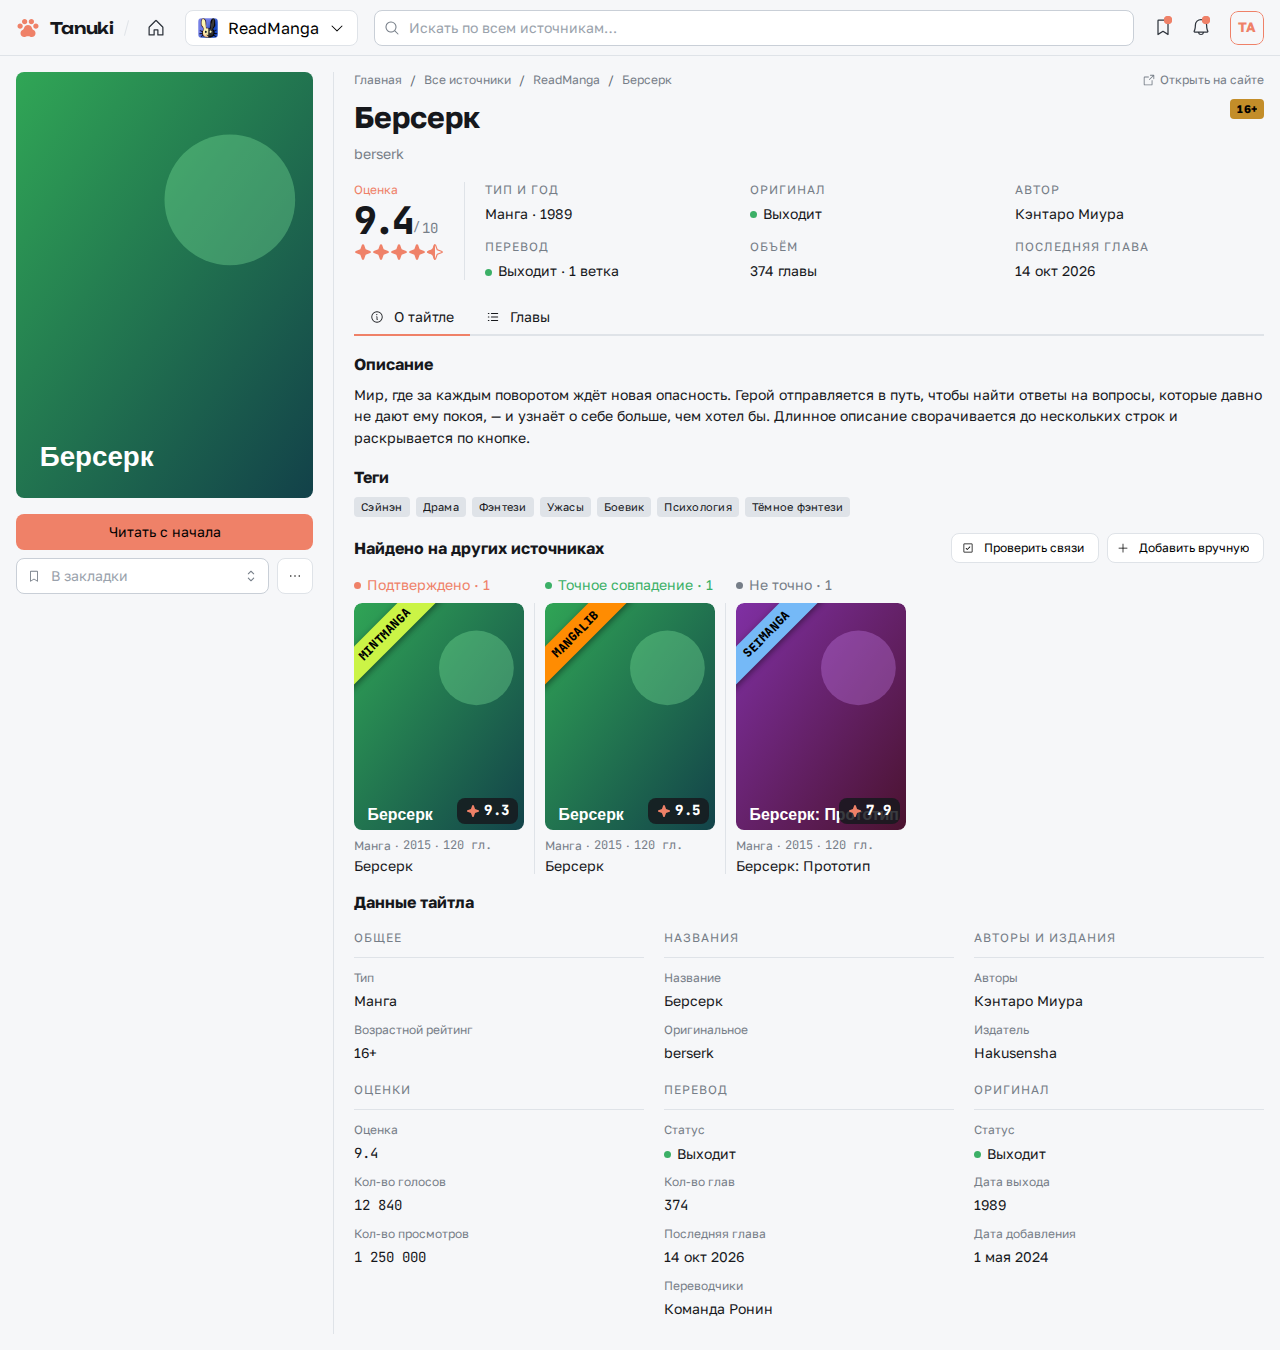 Tanuki / ReadManga Искать по всем источникам... TA
Главная / Все источники / ReadManga / Берсерк Открыть на сайте
Берсерк 16+
berserk
Оценка
9.4 / 10
ТИП И ГОД ОРИГИНАЛ АВТОР
Манга · 1989 Выходит Кэнтаро Миура
ПЕРЕВОД ОБЪЁМ ПОСЛЕДНЯЯ ГЛАВА
Выходит · 1 ветка 374 главы 14 окт 2026
Берсерк
Читать с начала
В закладки
О тайтле Главы
Описание
Мир, где за каждым поворотом ждёт новая опасность. Герой отправляется в путь, чтобы найти ответы на вопросы, которые давно
не дают ему покоя, — и узнаёт о себе больше, чем хотел бы. Длинное описание сворачивается до нескольких строк и
раскрывается по кнопке.
Теги
Сэйнэн Драма Фэнтези Ужасы Боевик Психология Тёмное фэнтези
Найдено на других источниках Проверить связи Добавить вручную
Подтверждено · 1 Точное совпадение · 1 Не точно · 1
MINTMANGA MANGALIB SEIMANGA
Берсерк 9.3 Берсерк 9.5 Берсерк: Прототип 7.9
Манга · 2015 · 120 гл. Манга · 2015 · 120 гл. Манга · 2015 · 120 гл.
Берсерк Берсерк Берсерк: Прототип
Данные тайтла
ОБЩЕЕ НАЗВАНИЯ АВТОРЫ И ИЗДАНИЯ
Тип Название Авторы
Манга Берсерк Кэнтаро Миура
Возрастной рейтинг Оригинальное Издатель
16+ berserk Hakusensha
ОЦЕНКИ ПЕРЕВОД ОРИГИНАЛ
Оценка Статус Статус
9.4 Выходит Выходит
Кол-во голосов Кол-во глав Дата выхода
12 840 374 1989
Кол-во просмотров Последняя глава Дата добавления
1 250 000 14 окт 2026 1 мая 2024
Переводчики
Команда Ронин